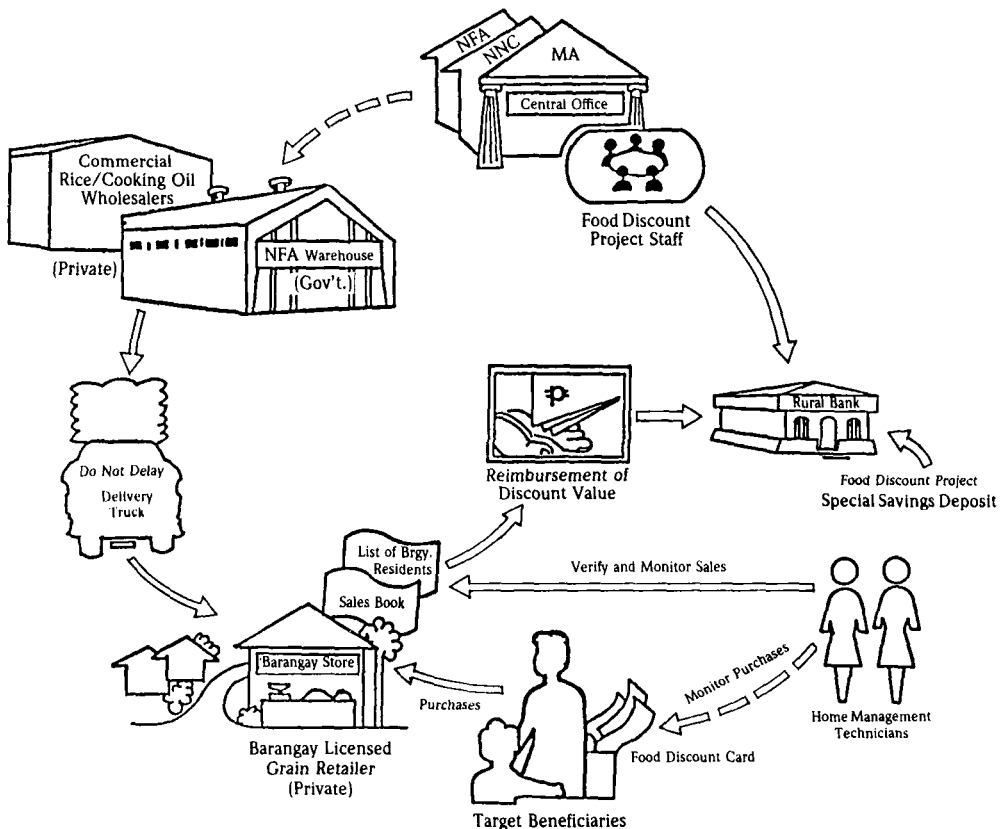 NFA
NNC
MA
Central Office
Food Discount
Project Staff
Commercial
Rice/Cooking Oil
Wholesalers
(Private)
NFA Warehouse
(Gov't.)
Do Not Delay
Delivery
Truck
Reimbursement of
Discount Value
Rural Bank
Food Discount Project
Special Savings Deposit
List of Brgy.
Residents
Sales Book
Verify and Monitor Sales
Barangay Store
Purchases
Monitor Purchases
Home Management
Technicians
Barangay Licensed
Grain Retailer
(Private)
Food Discount Card
Target Beneficiaries